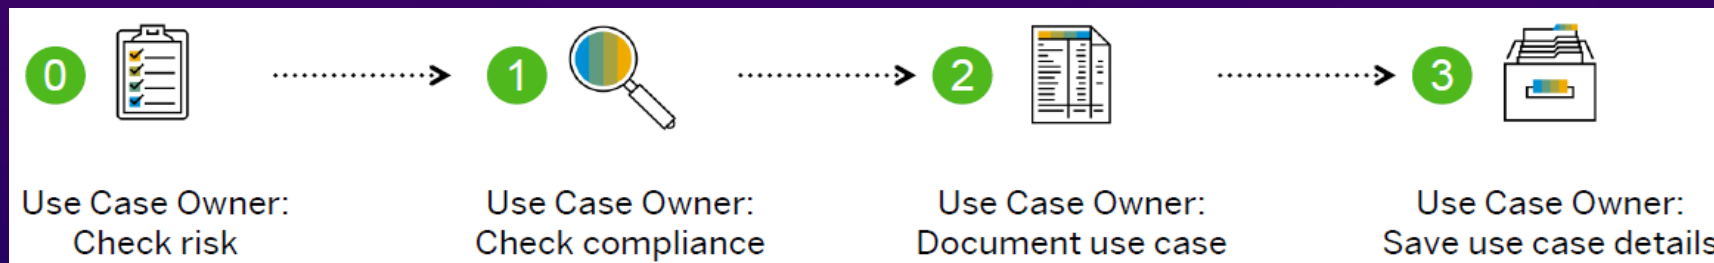 0
1
2
3
Use Case Owner:
Check risk
Use Case Owner:
Check compliance
Use Case Owner:
Document use case
Use Case Owner:
Save use case details